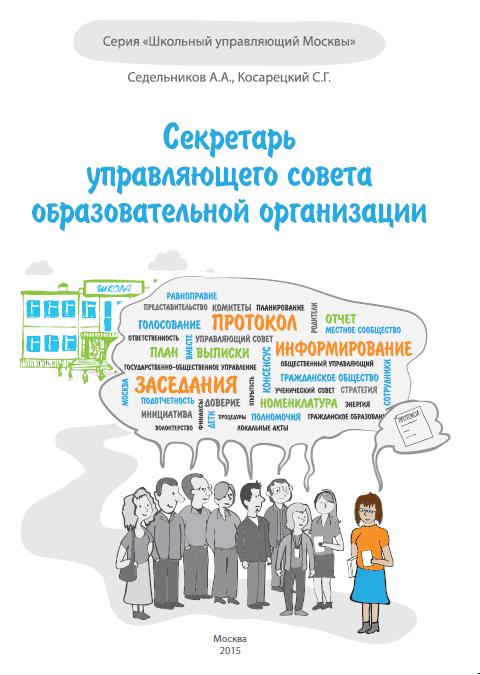 Серия «Школьный управляющий Москвы»
Седельников А.А., Косарецкий С.Г.
Секретарь
управляющего совета
образовательной организации
ШКОЛА
РАВНОПРАВИЕ
ПРЕДСТАВИТЕЛЬСТВО КОМИТЕТЫ ПЛАНИРОВАНИЕ
РОДИТЕЛИ
ГОЛОСОВАНИЕ ПРОТОКОЛ ОТЧЕТ
МЕСТНОЕ СООБЩЕСТВО
ОТВЕТСТВЕННОСТЬ ВМЕСТЕ УПРАВЛЯЮЩИЙ СОВЕТ
ПЛАН ВЫПИСКИ КОНСЕНСУС ИНФОРМИРОВАНИЕ
ГОСУДАРСТВЕННО-ОБЩЕСТВЕННОЕ УПРАВЛЕНИЕ ОБЩЕСТВЕННЫЙ УПРАВЛЯЮЩИЙ
МОСКВА ЗАСЕДАНИЯ ОТКРЫТОСТЬ ГРАЖДАНСКОЕ ОБЩЕСТВО СОТРУДНИКИ
УЧЕНИЧЕСКИЙ СОВЕТ СТРАТЕГИЯ
ПОДОТЧЕТНОСТЬ ФИНАНСЫ ДОВЕРИЕ НОМЕНКЛАТУРА ЭНЕРГИЯ
ИНИЦИАТИВА ДЕТИ ПРОЦЕДУРЫ ПОЛНОМОЧИЯ ГРАЖДАНСКОЕ ОБРАЗОВАНИЕ
ВОЛОНТЕРСТВО ЛОКАЛЬНЫЕ АКТЫ
ПРОТОКОЛ
Москва
2015